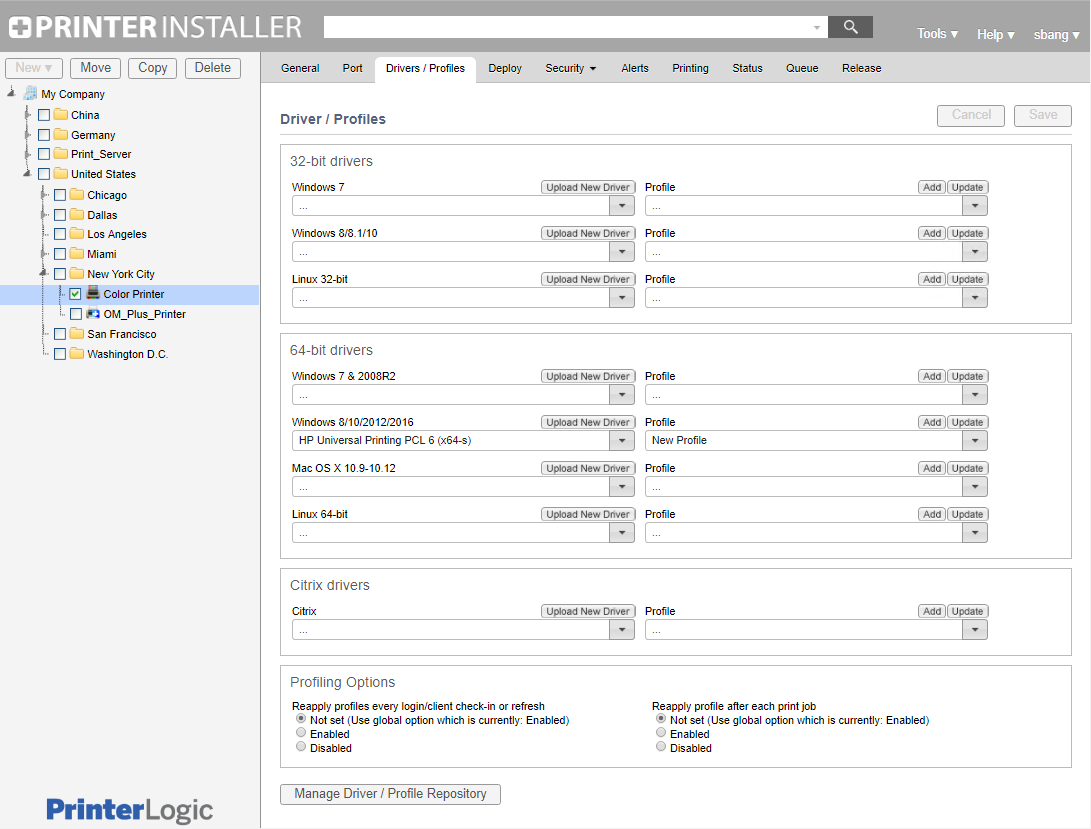 PRINTER INSTALLER
Tools ▾ Help ▾ sbang ▾
New ▾ Move Copy Delete
General Port Drivers / Profiles Deploy Security ▾ Alerts Printing Status Queue Release
My Company
China
Germany
Print_Server
United States
Chicago
Dallas
Los Angeles
Miami
New York City
Color Printer
OM_Plus_Printer
San Francisco
Washington D.C.
PrinterLogic
Driver / Profiles Cancel Save
32-bit drivers
Windows 7 Upload New Driver Profile Add Update
... ...
Windows 8/8.1/10 Upload New Driver Profile Add Update
... ...
Linux 32-bit Upload New Driver Profile Add Update
... ...
64-bit drivers
Windows 7 & 2008R2 Upload New Driver Profile Add Update
... ...
Windows 8/10/2012/2016 Upload New Driver Profile Add Update
HP Universal Printing PCL 6 (x64-s) New Profile
Mac OS X 10.9-10.12 Upload New Driver Profile Add Update
... ...
Linux 64-bit Upload New Driver Profile Add Update
... ...
Citrix drivers
Citrix Upload New Driver Profile Add Update
... ...
Profiling Options
Reapply profiles every login/client check-in or refresh
Not set (Use global option which is currently: Enabled)
Enabled
Disabled
Reapply profile after each print job
Not set (Use global option which is currently: Enabled)
Enabled
Disabled
Manage Driver / Profile Repository